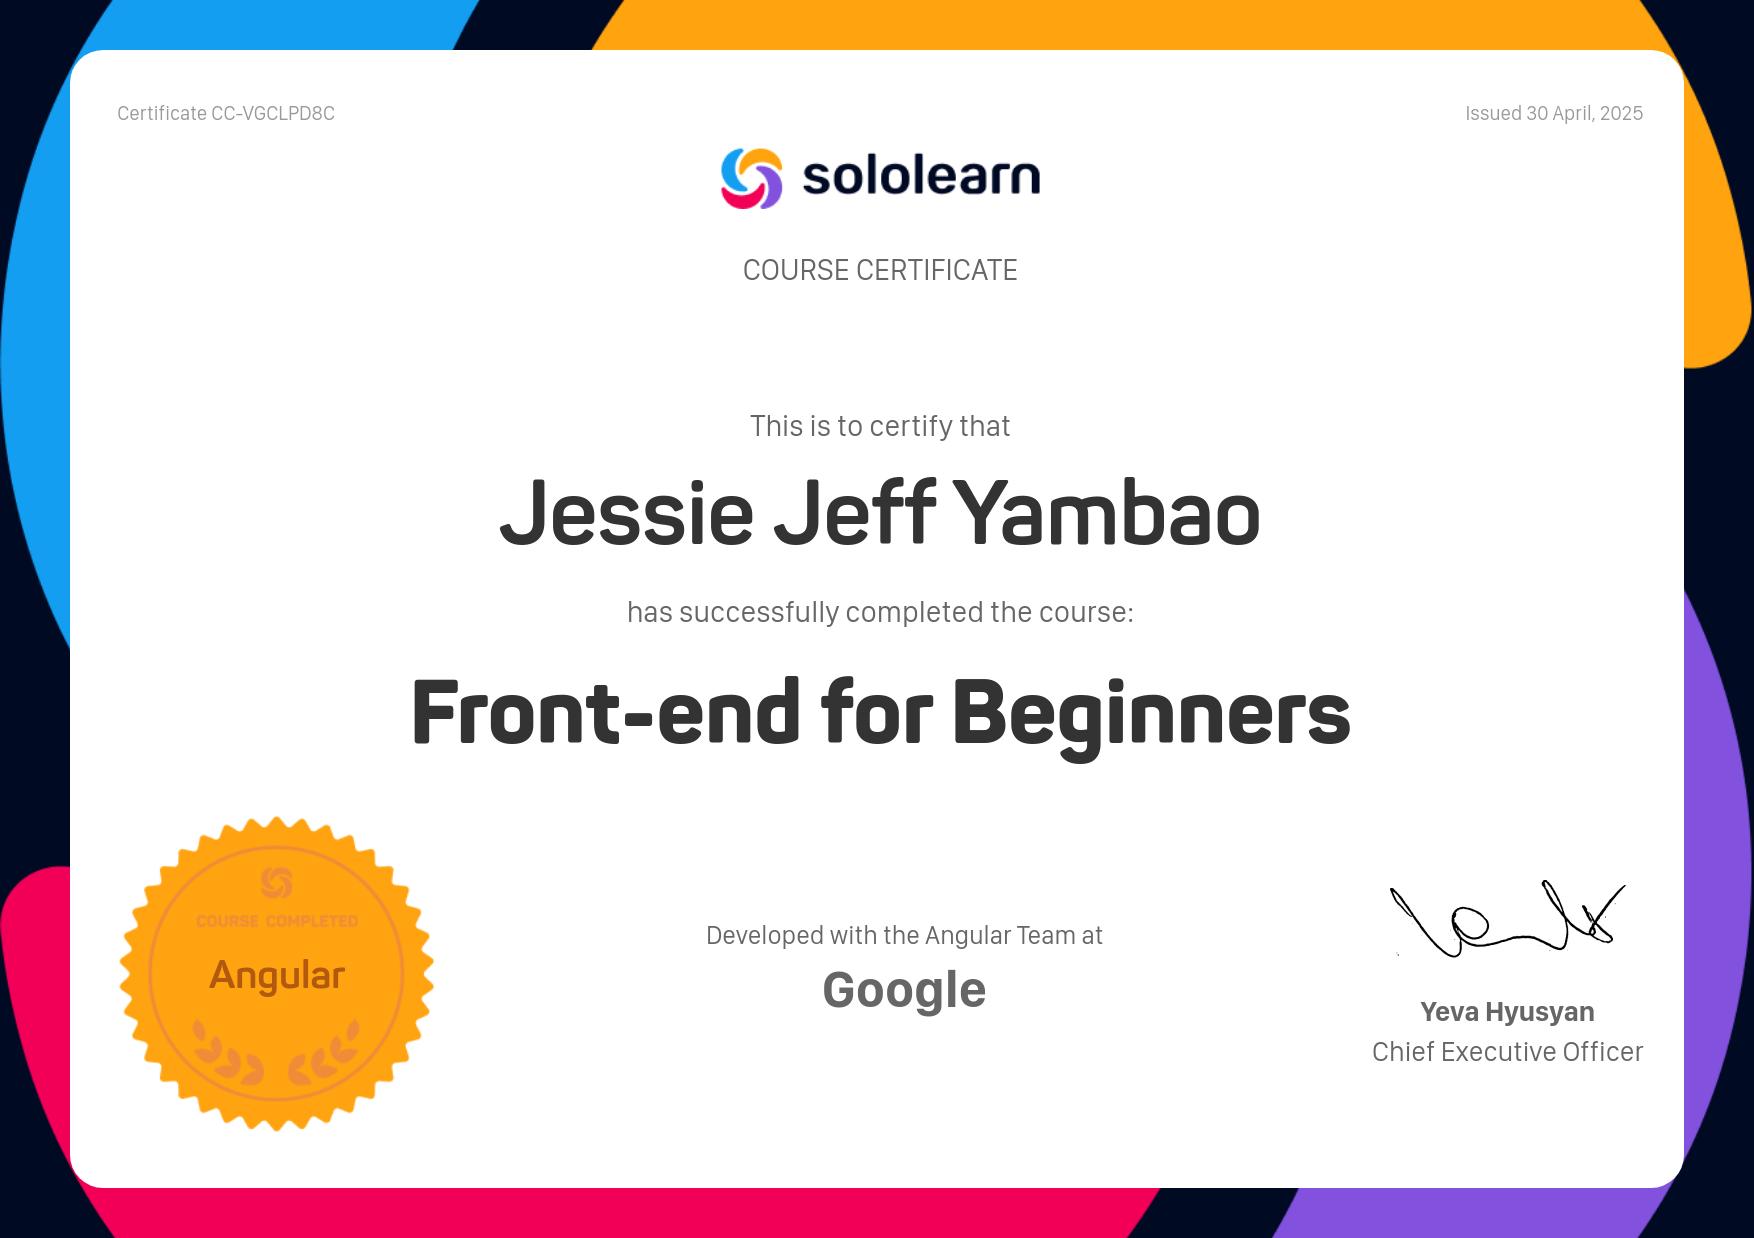 Certificate CC-VGCLPD8C
Issued 30 April, 2025
sololearn
COURSE CERTIFICATE
This is to certify that
Jessie Jeff Yambao
has successfully completed the course:
Front-end for Beginners
COURSE COMPLETED
Angular
Developed with the Angular Team at
Google
Yeva Hyusyan
Chief Executive Officer